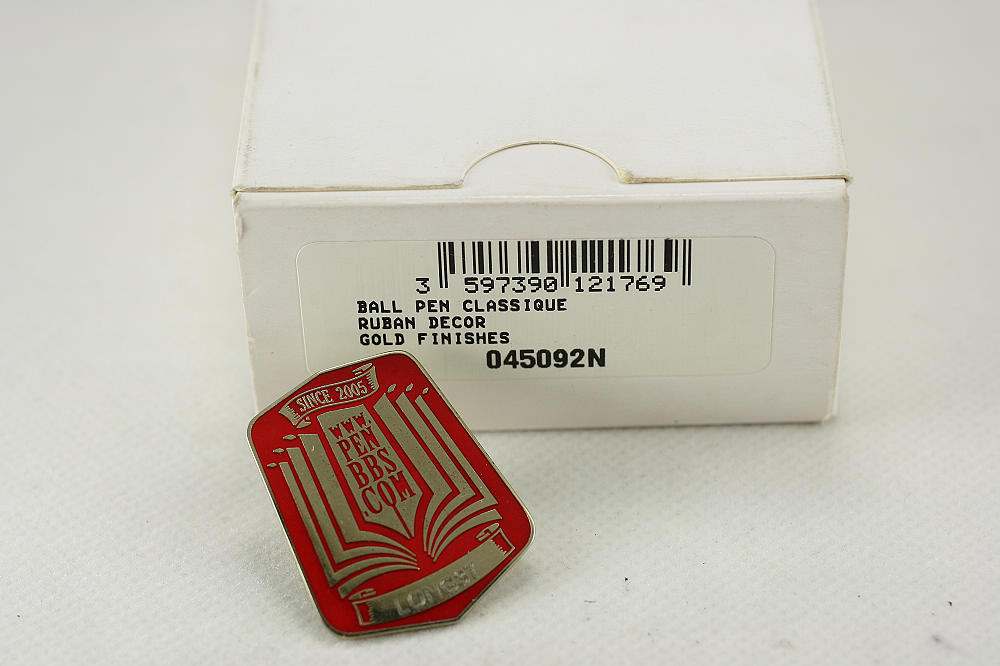 3 597390 121769
BALL PEN CLASSIQUE
RUBAN DECOR
GOLD FINISHES
045092N
SINCE 2005
WWW.
PEN
BBS
.COM